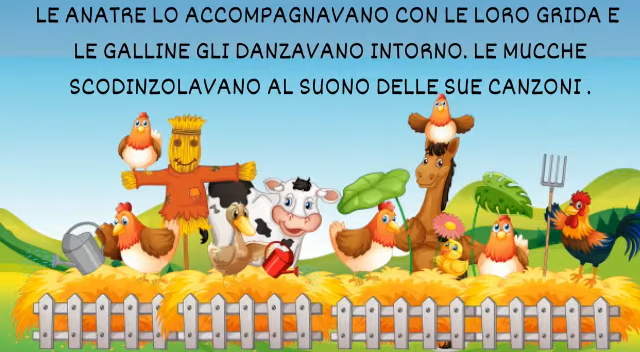 LE ANATRE LO ACCOMPAGNAVANO CON LE LORO GRIDA E
LE GALLINE GLI DANZAVANO INTORNO. LE MUCCHE
SCODINZOLAVANO AL SUONO DELLE SUE CANZONI .